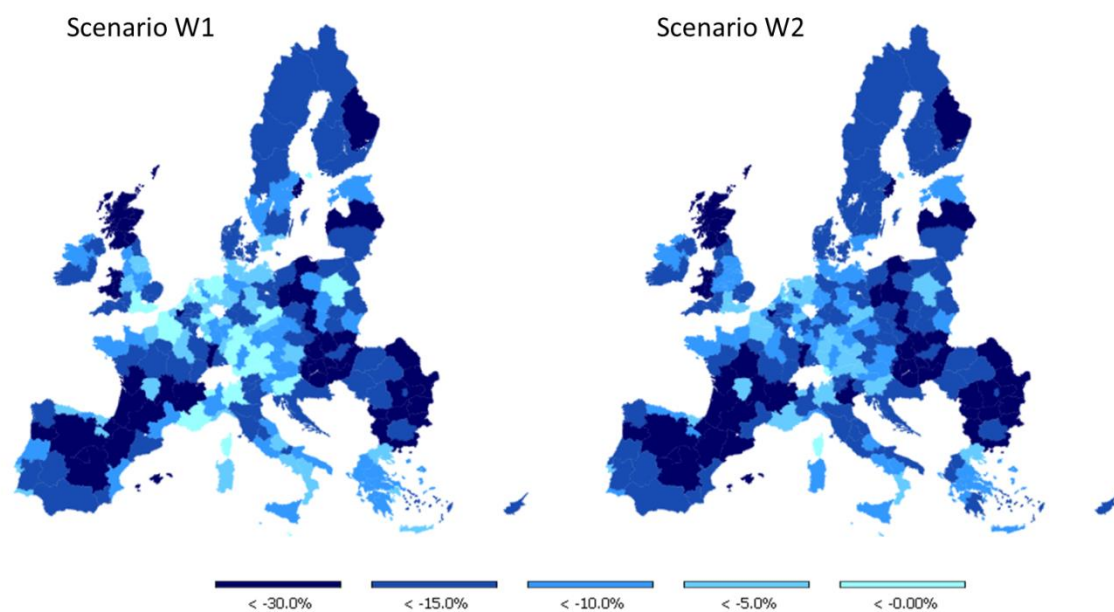 Scenario W1
Scenario W2
< -30.0%
< -15.0%
< -10.0%
< -5.0%
< -0.00%